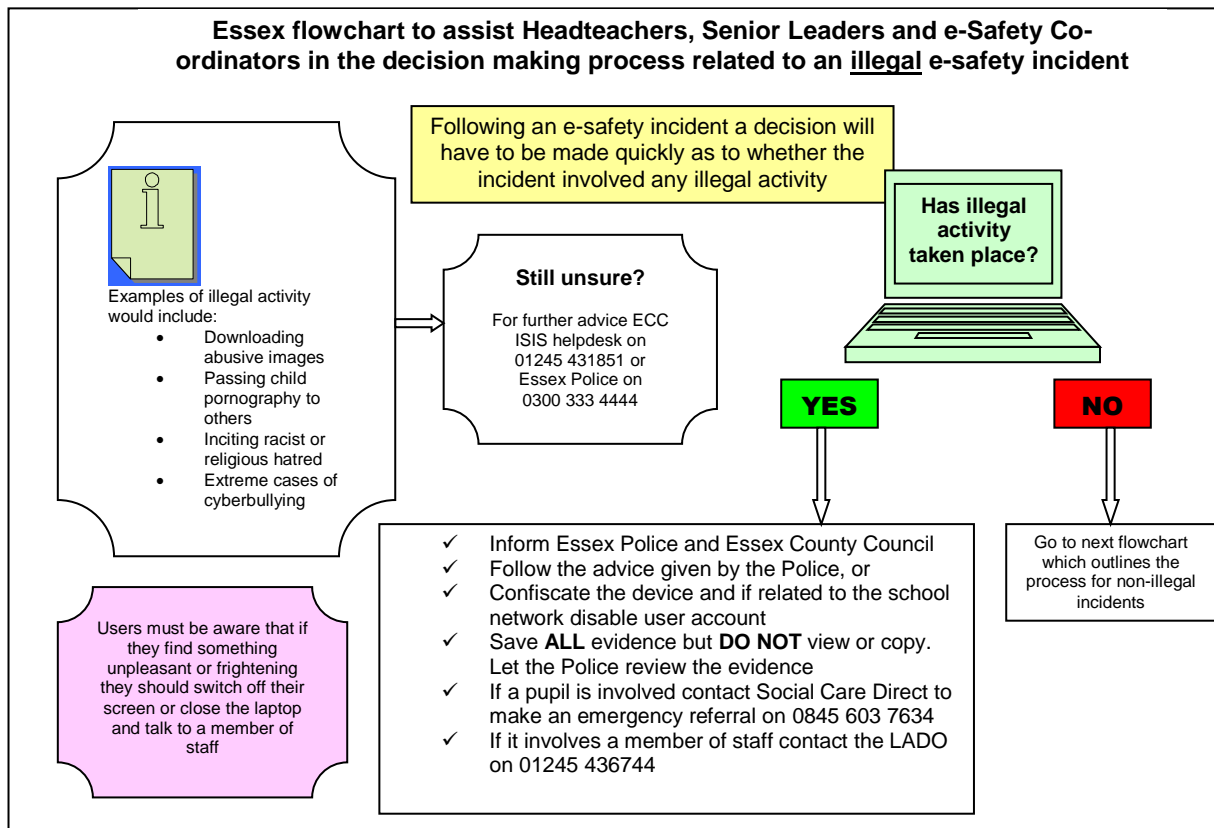 Essex flowchart to assist Headteachers, Senior Leaders and e-Safety Co-
ordinators in the decision making process related to an illegal e-safety incident
Following an e-safety incident a decision will
have to be made quickly as to whether the
incident involved any illegal activity
i
Examples of illegal activity
would include:
• Downloading
abusive images
• Passing child
pornography to
others
• Inciting racist or
religious hatred
• Extreme cases of
cyberbullying
Still unsure?
For further advice ECC
ISIS helpdesk on
01245 431851 or
Essex Police on
0300 333 4444
Has illegal
activity
taken place?
YES
NO
✓ Inform Essex Police and Essex County Council
✓ Follow the advice given by the Police, or
✓ Confiscate the device and if related to the school
network disable user account
✓ Save ALL evidence but DO NOT view or copy.
Let the Police review the evidence
✓ If a pupil is involved contact Social Care Direct to
make an emergency referral on 0845 603 7634
✓ If it involves a member of staff contact the LADO
on 01245 436744
Go to next flowchart
which outlines the
process for non-illegal
incidents
Users must be aware that if
they find something
unpleasant or frightening
they should switch off their
screen or close the laptop
and talk to a member of
staff